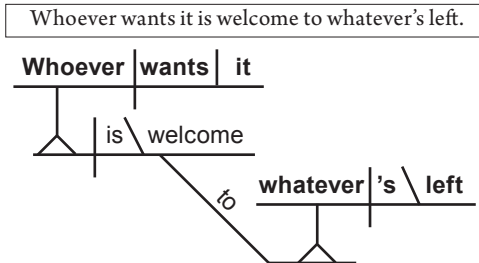 Whoever wants it is welcome to whatever’s left.
Whoever wants it
is welcome
to
whatever ’s left